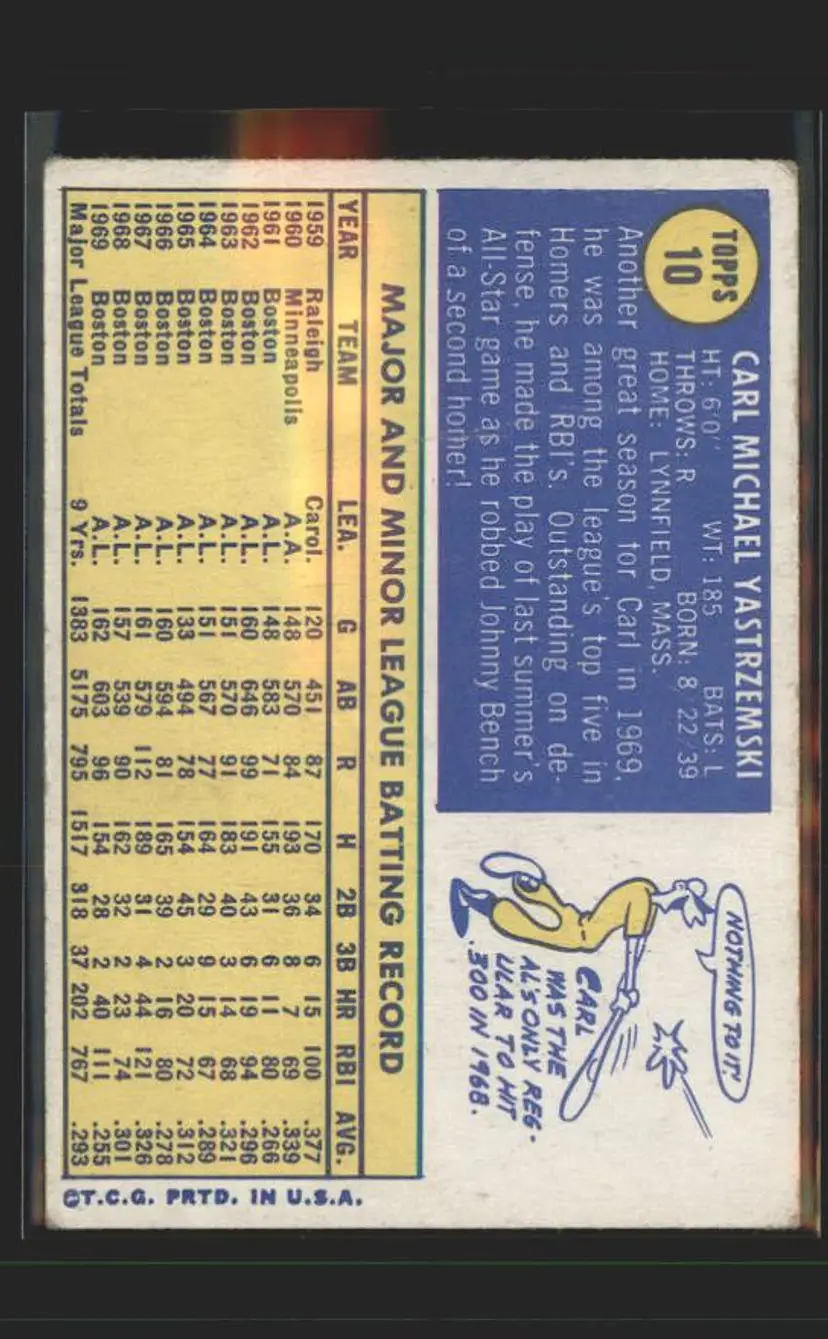 TOPPS
10
CARL MICHAEL YASTRZEMSKI
HT: 6'0" WT: 185 BATS: L
THROWS: R BORN: 8/22/39
HOME: LYNNFIELD, MASS.
Another great season for Carl in 1969,
he was among the league's top five in
Homers and RBI's. Outstanding on de-
fense, he made the play of last summer's
All-Star game as he robbed Johnny Bench
of a second homer!
NOTHING TO IT!
CARL
WAS THE
AL'S ONLY REG-
ULAR TO HIT
.300 IN 1968.
MAJOR AND MINOR LEAGUE BATTING RECORD
YEAR TEAM LEA. G AB R H 2B 3B HR RBI AVG.
1959 Raleigh Carol. 120 451 87 170 34 6 15 100 .377
1960 Minneapolis A.A. 148 570 84 193 36 8 7 69 .339
1961 Boston A.L. 148 583 71 155 31 6 11 80 .266
1962 Boston A.L. 160 646 99 191 43 6 19 94 .296
1963 Boston A.L. 151 570 91 183 40 3 14 68 .321
1964 Boston A.L. 151 567 77 164 29 9 15 67 .289
1965 Boston A.L. 133 494 78 154 45 3 20 72 .312
1966 Boston A.L. 160 594 81 165 39 2 16 80 .278
1967 Boston A.L. 161 579 112 189 31 4 44 121 .326
1968 Boston A.L. 157 539 90 162 32 2 23 74 .301
1969 Boston A.L. 162 603 96 154 28 2 40 111 .255
Major League Totals 9 Yrs. 1383 5175 795 1517 318 37 202 767 .293
©T.C.G. PRTD. IN U.S.A.